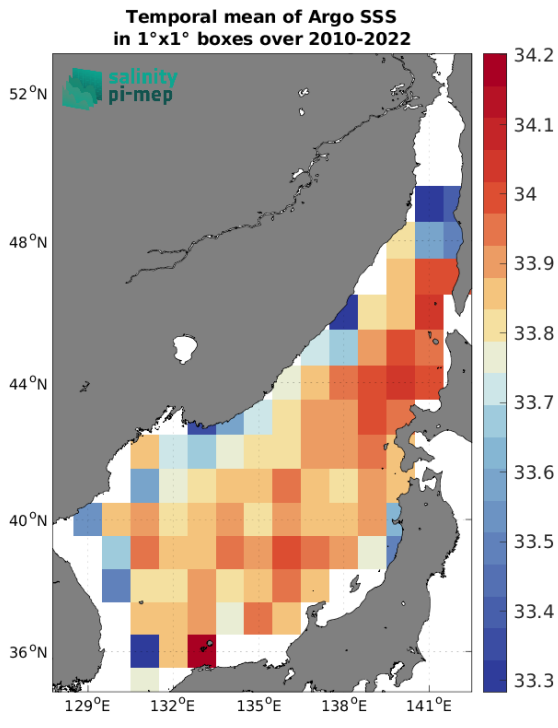 Temporal mean of Argo SSS
in 1°x1° boxes over 2010-2022
salinity
pi-mep
52°N
48°N
44°N
40°N
36°N
129°E
132°E
135°E
138°E
141°E
34.2
34.1
34
33.9
33.8
33.7
33.6
33.5
33.4
33.3